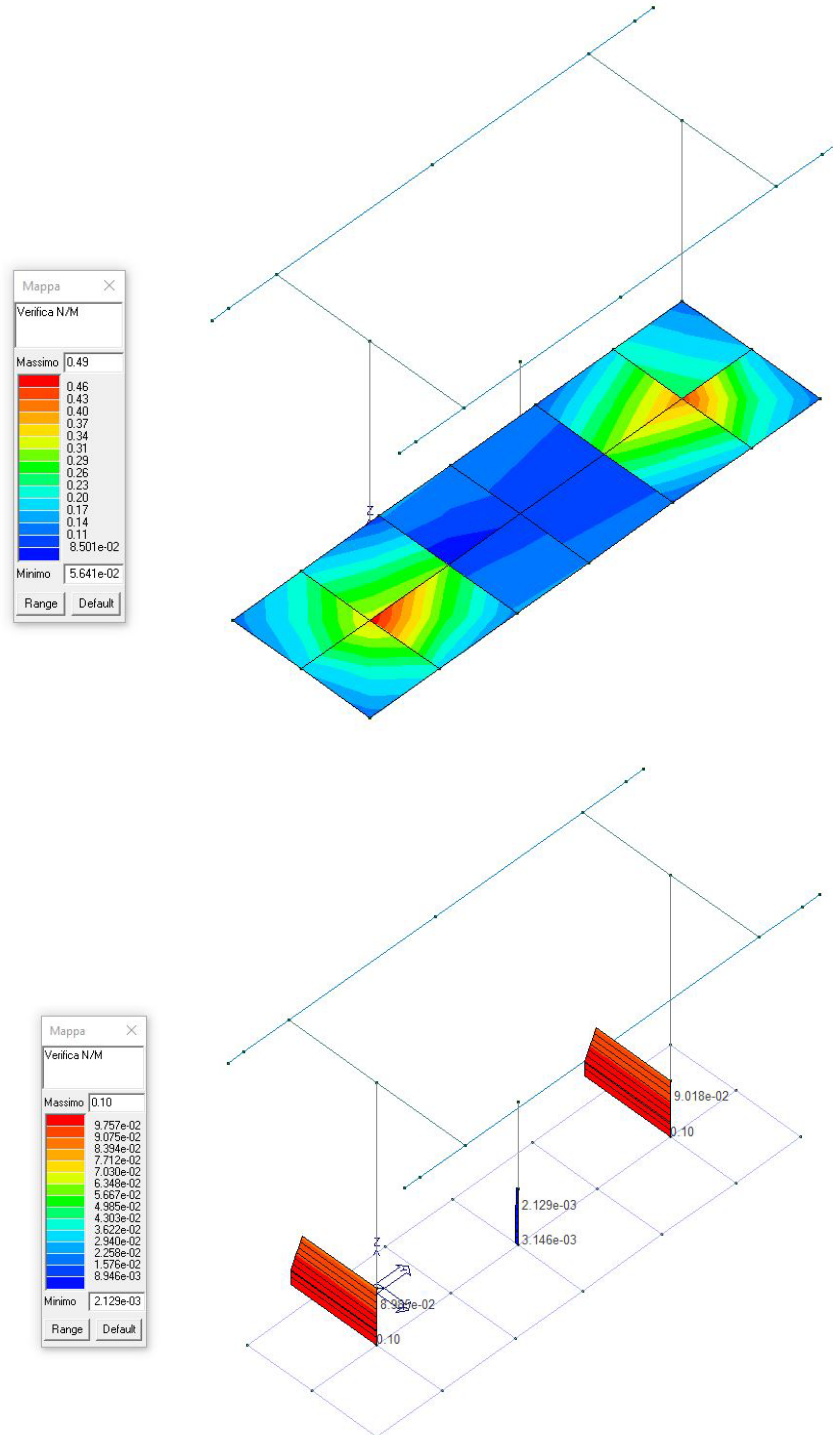 Mappa
Verifica N/M
Massimo 0.49
0.46
0.43
0.40
0.37
0.34
0.31
0.29
0.26
0.23
0.20
0.17
0.14
0.11
8.501e-02
Minimo 5.641e-02
Range Default
Z
Mappa
Verifica N/M
Massimo 0.10
9.757e-02
9.075e-02
8.394e-02
7.712e-02
7.030e-02
6.348e-02
5.667e-02
4.985e-02
4.303e-02
3.622e-02
2.940e-02
2.258e-02
1.576e-02
8.946e-03
Minimo 2.129e-03
Range Default
9.018e-02
0.10
2.129e-03
3.146e-03
Z
0.10